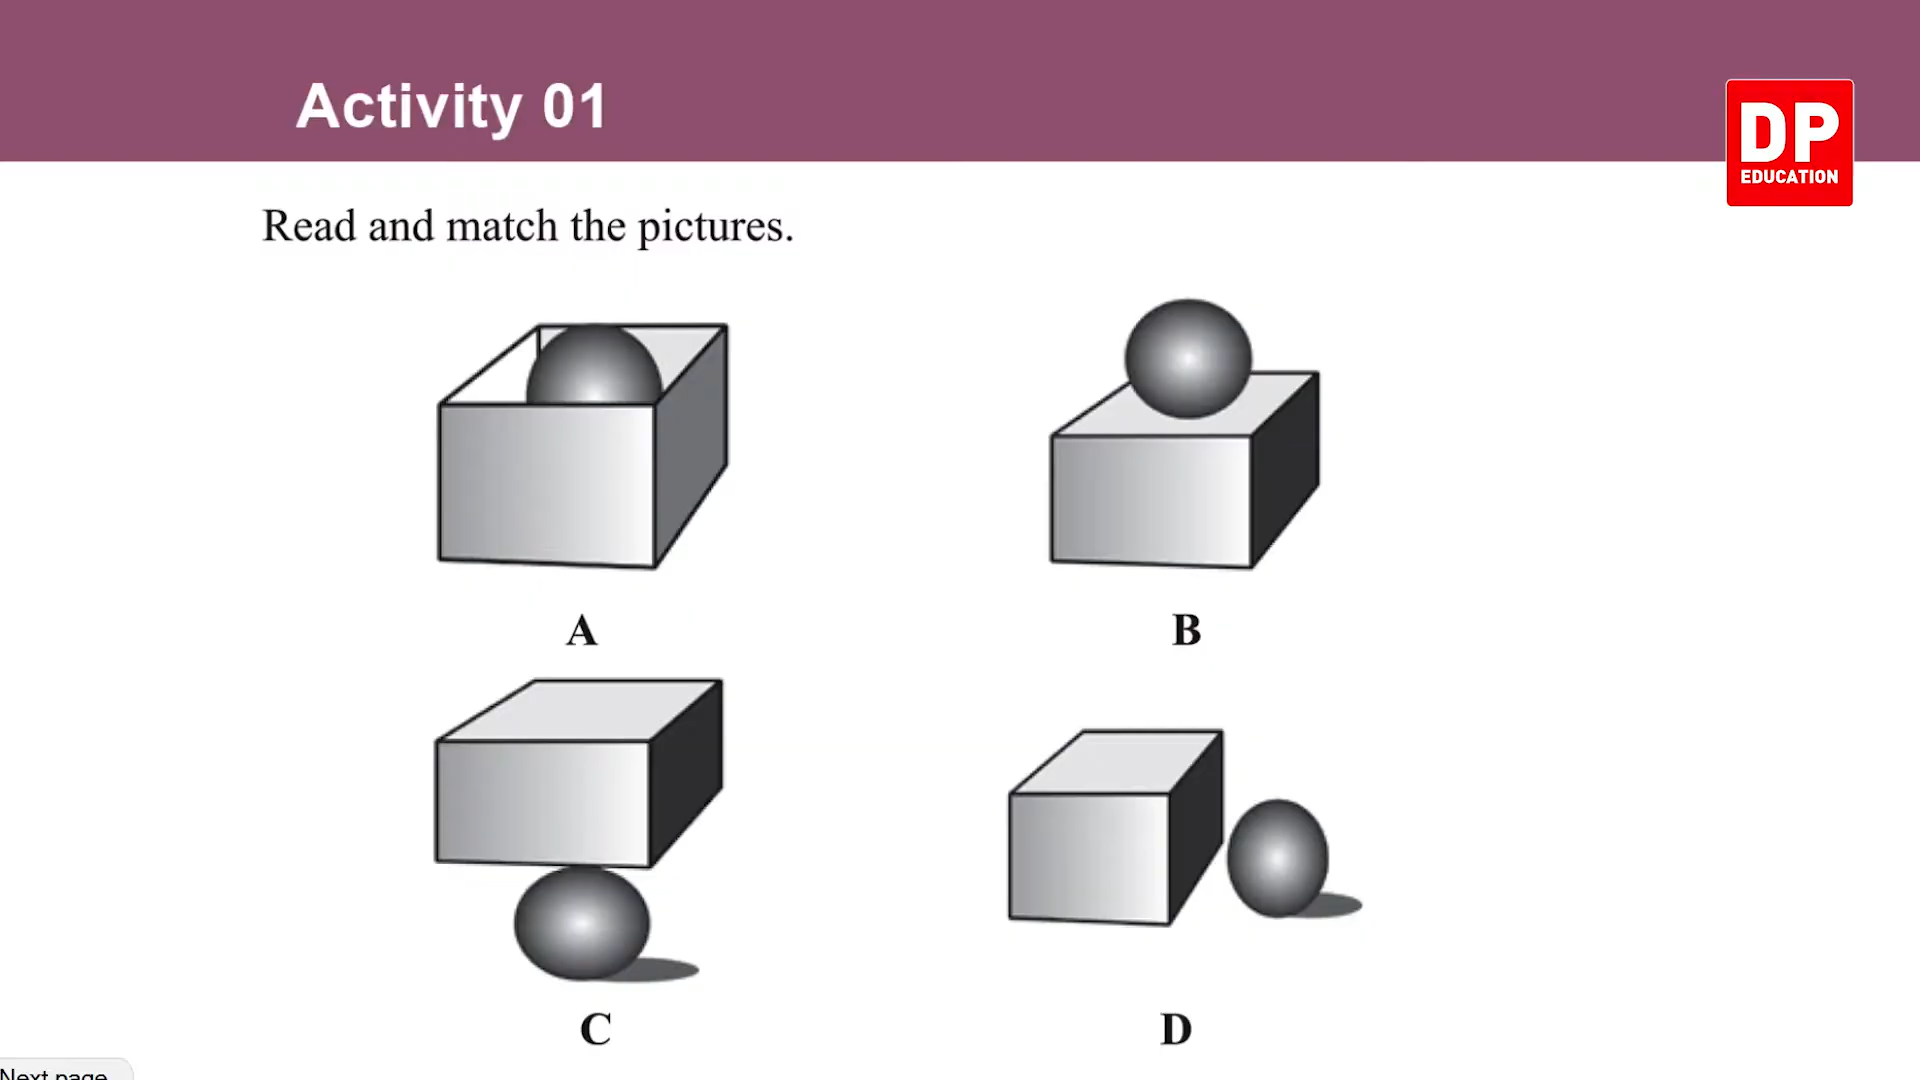 Activity 01
DP
EDUCATION
Read and match the pictures.
A
B
C
D
Next page